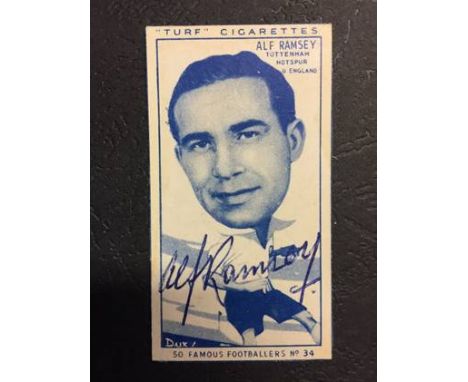 "TURF" CIGARETTES
ALF RAMSEY
TOTTENHAM
HOTSPUR
& ENGLAND
Alf Ramsey
50 FAMOUS FOOTBALLERS Nº 34